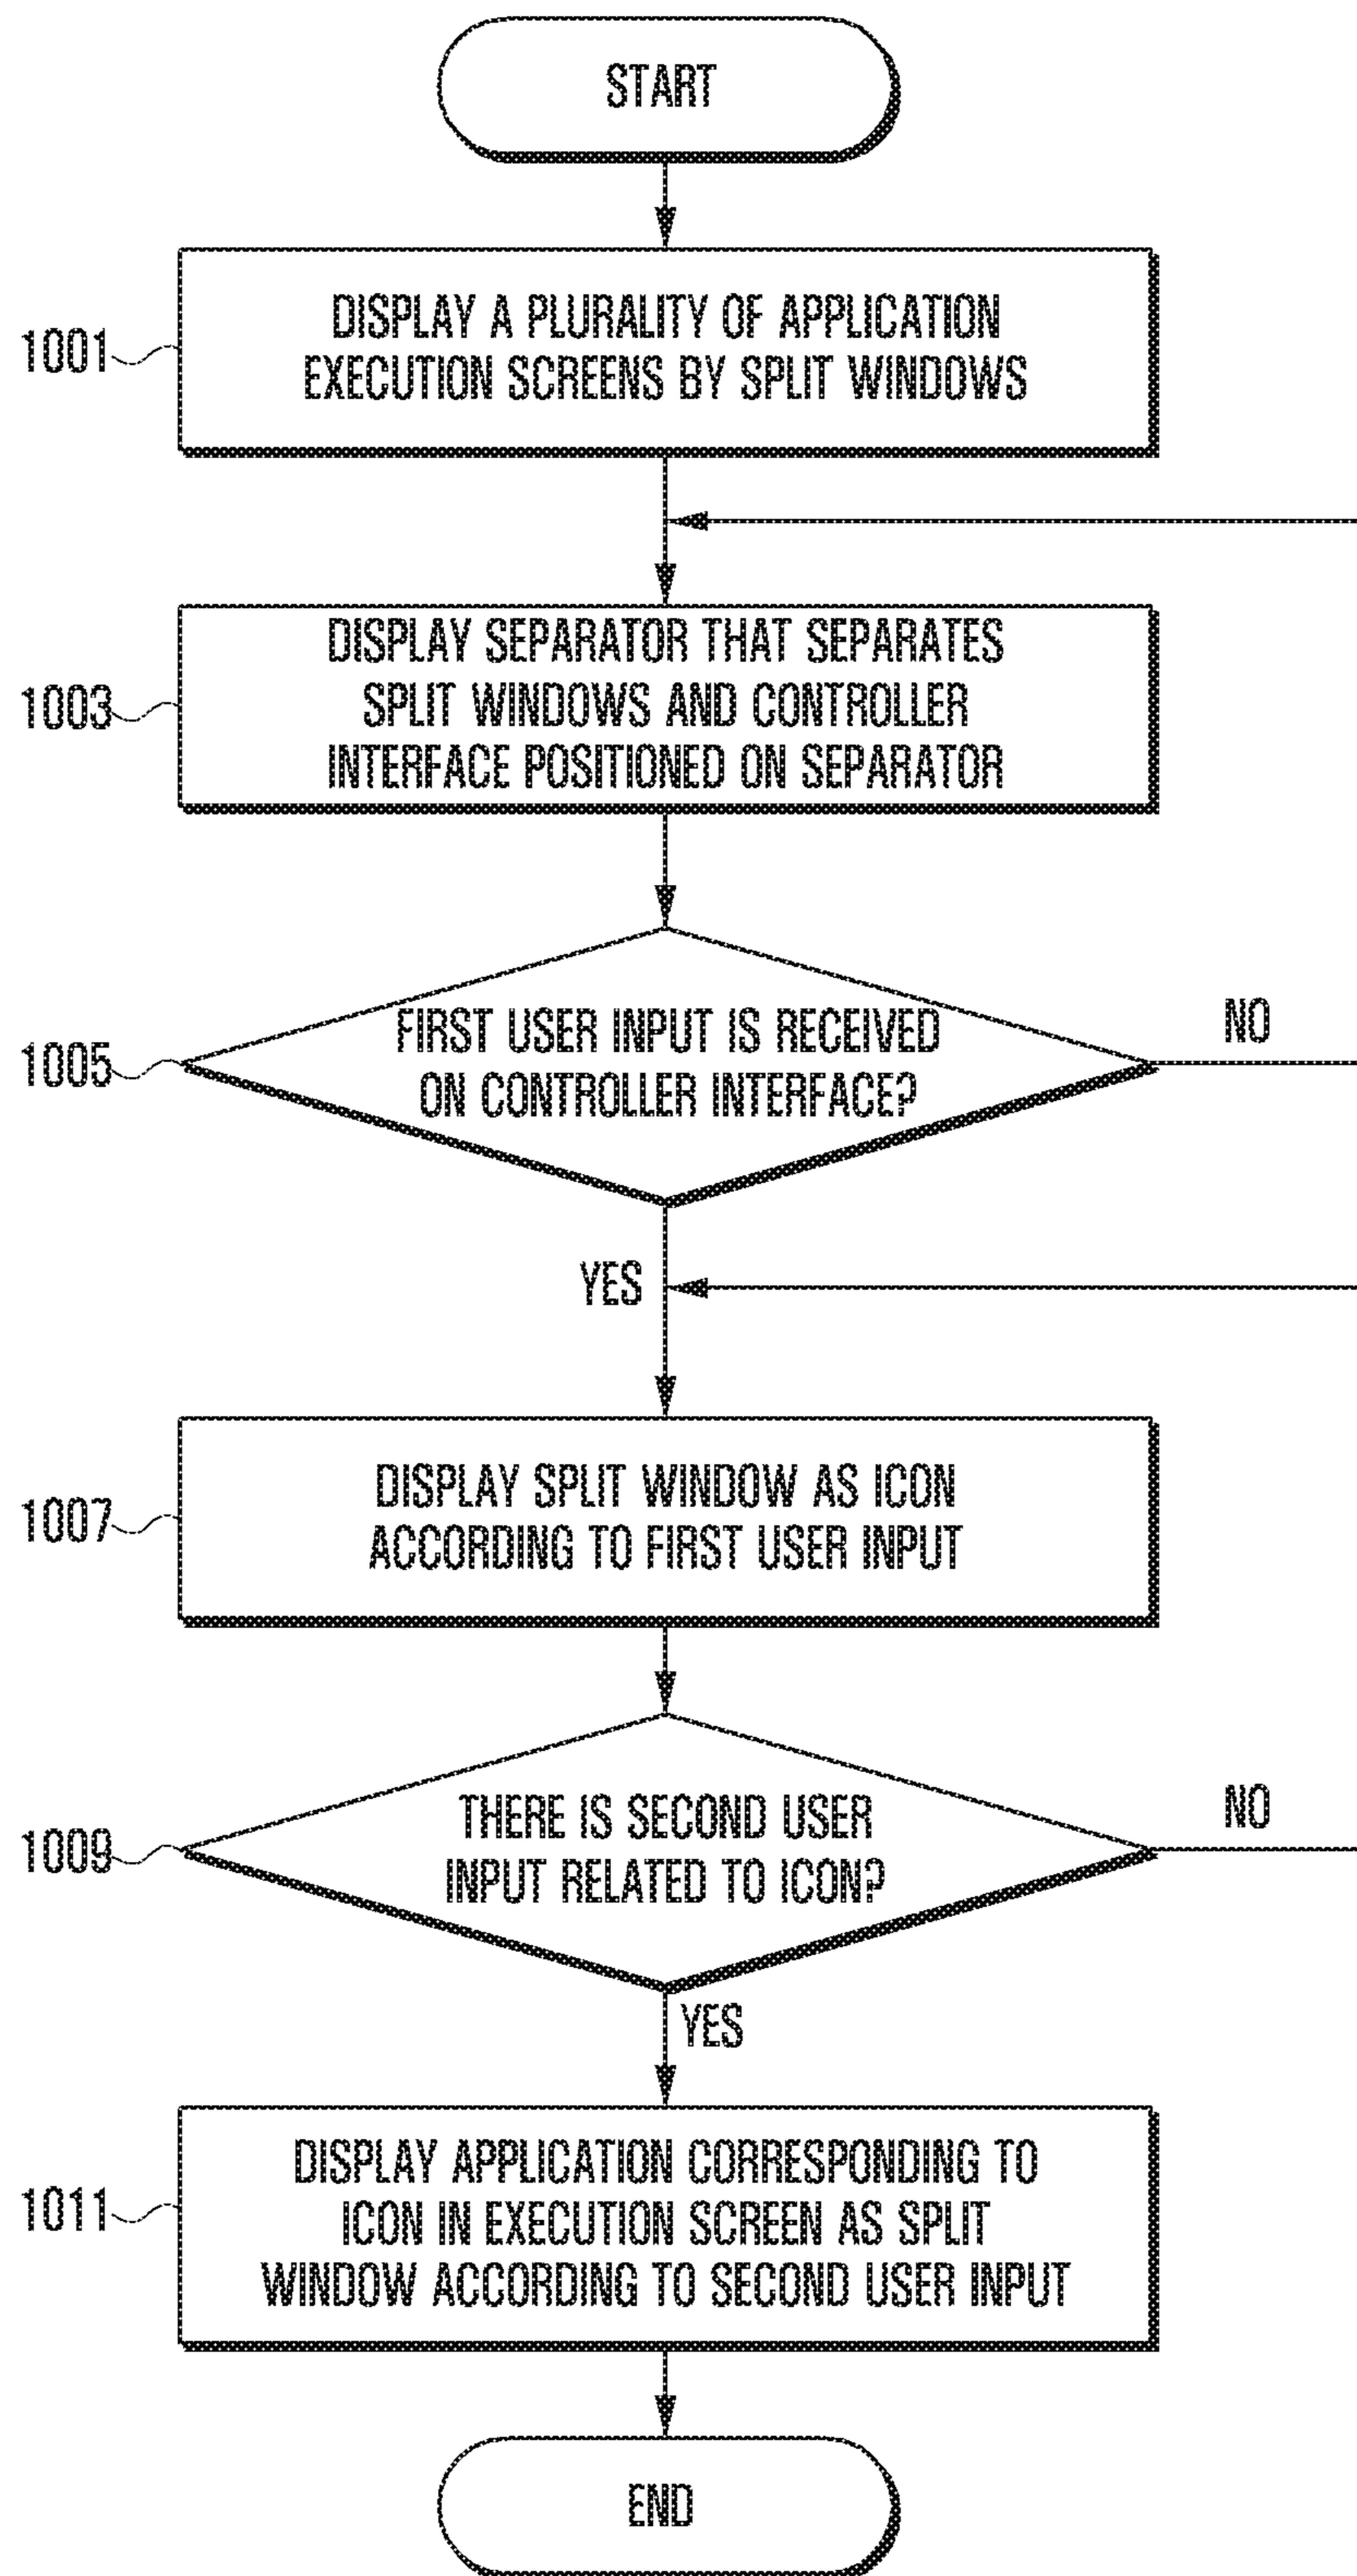 START
1001
DISPLAY A PLURALITY OF APPLICATION
EXECUTION SCREENS BY SPLIT WINDOWS
1003
DISPLAY SEPARATOR THAT SEPARATES
SPLIT WINDOWS AND CONTROLLER
INTERFACE POSITIONED ON SEPARATOR
1005
FIRST USER INPUT IS RECEIVED
ON CONTROLLER INTERFACE?
NO
YES
1007
DISPLAY SPLIT WINDOW AS ICON
ACCORDING TO FIRST USER INPUT
1009
THERE IS SECOND USER
INPUT RELATED TO ICON?
NO
YES
1011
DISPLAY APPLICATION CORRESPONDING TO
ICON IN EXECUTION SCREEN AS SPLIT
WINDOW ACCORDING TO SECOND USER INPUT
END